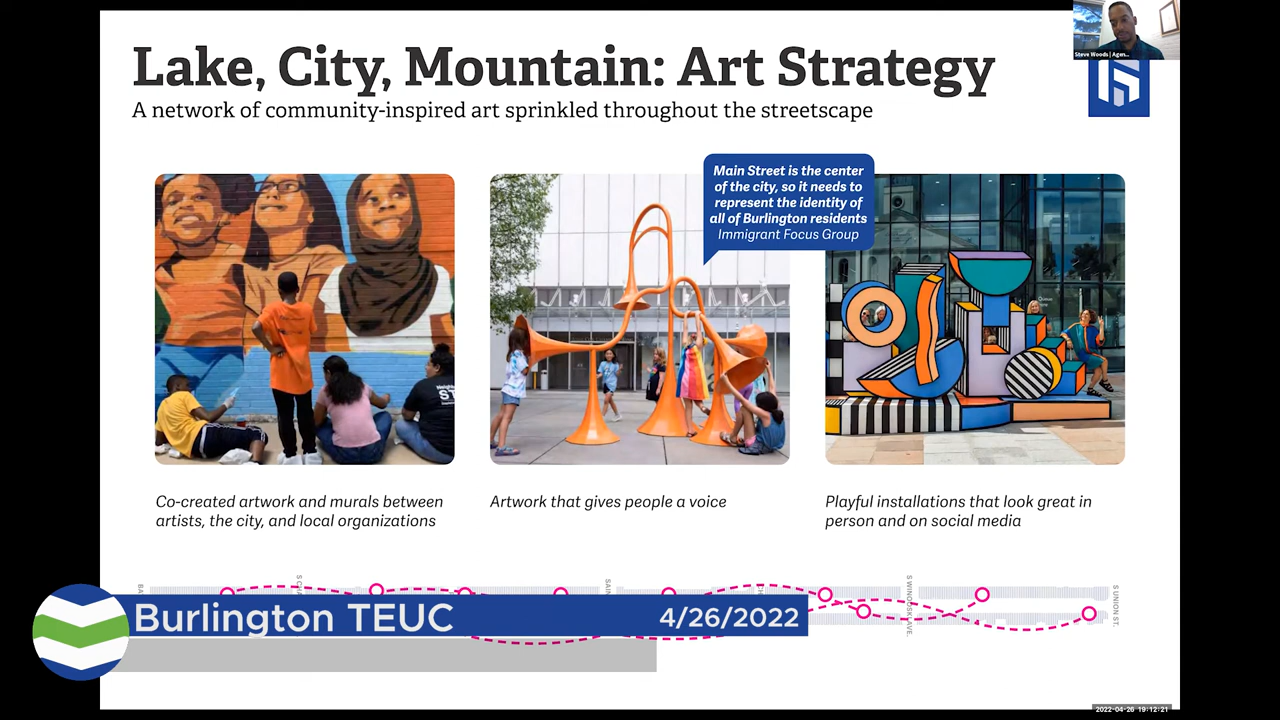 Lake, City, Mountain: Art Strategy
A network of community-inspired art sprinkled throughout the streetscape
Steve Woods | Agen...
Main Street is the center
of the city, so it needs to
represent the identity of
all of Burlington residents
Immigrant Focus Group
Co-created artwork and murals between
artists, the city, and local organizations
Artwork that gives people a voice
Playful installations that look great in
person and on social media
S WINOOSKI AVE.
S UNION ST.
Burlington TEUC
4/26/2022
2022-04-26 19:12:21